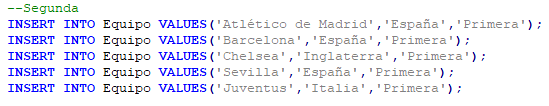 --Segunda
INSERT INTO Equipo VALUES('Atlético de Madrid','España','Primera');
INSERT INTO Equipo VALUES('Barcelona','España','Primera');
INSERT INTO Equipo VALUES('Chelsea','Inglaterra','Primera');
INSERT INTO Equipo VALUES('Sevilla','España','Primera');
INSERT INTO Equipo VALUES('Juventus','Italia','Primera');